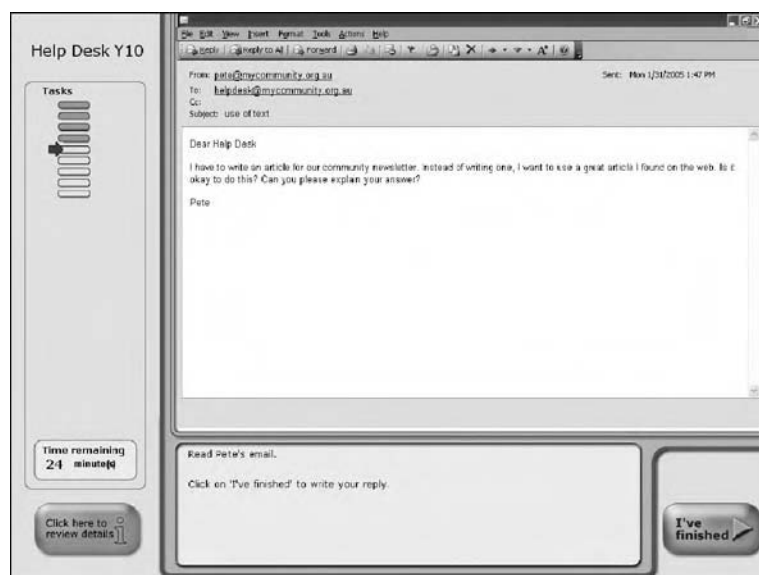 Help Desk Y10
Tasks
Time remaining
24 minute(s)
Click here to
review details
File Edit View Insert Format Tools Actions Help
Reply Reply to All Forward
From: pete@mycommunity.org.au
Sent: Mon 1/31/2005 1:47 PM
To: helpdesk@mycommunity.org.au
Cc:
Subject: use of text
Dear Help Desk
I have to write an article for our community newsletter. Instead of writing one, I want to use a great article I found on the web. Is it
okay to do this? Can you please explain your answer?
Pete
Read Pete's email.
Click on 'I've finished' to write your reply.
I've
finished